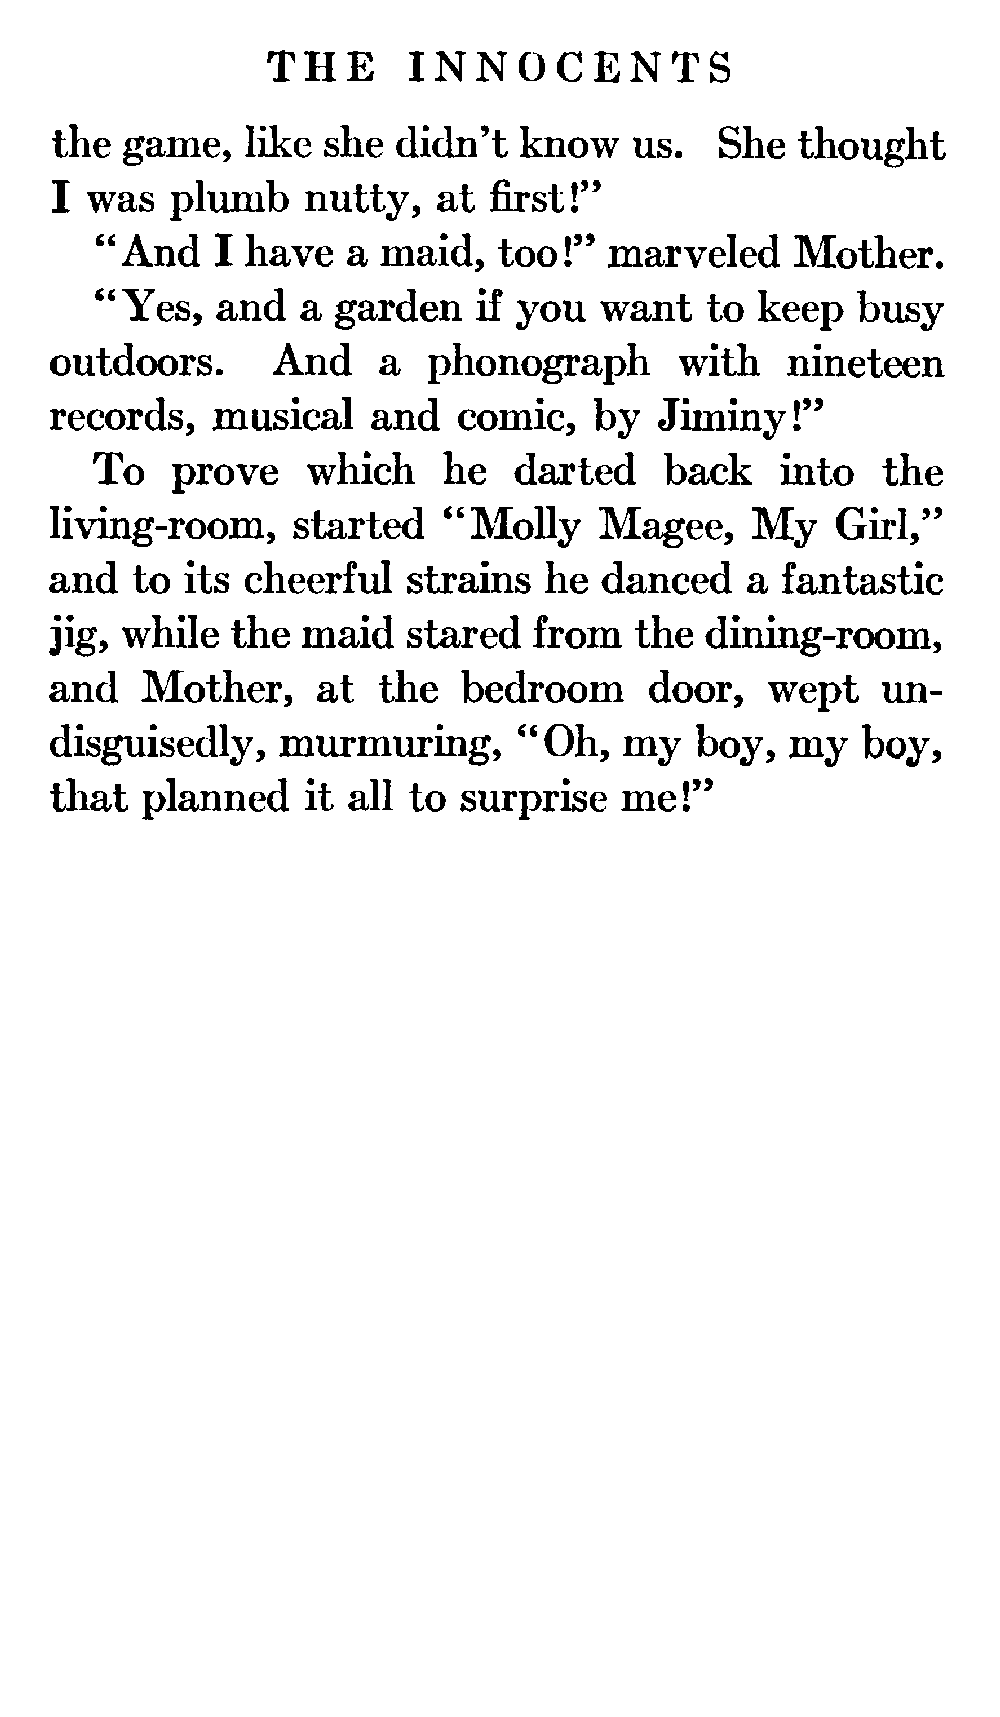 THE INNOCENTS
the game, like she didn't know us. She thought
I was plumb nutty, at first!”
“And I have a maid, too!” marveled Mother.
“Yes, and a garden if you want to keep busy
outdoors. And a phonograph with nineteen
records, musical and comic, by Jiminy!”
To prove which he darted back into the
living-room, started “Molly Magee, My Girl,”
and to its cheerful strains he danced a fantastic
jig, while the maid stared from the dining-room,
and Mother, at the bedroom door, wept un-
disguisedly, murmuring, “Oh, my boy, my boy,
that planned it all to surprise me!”